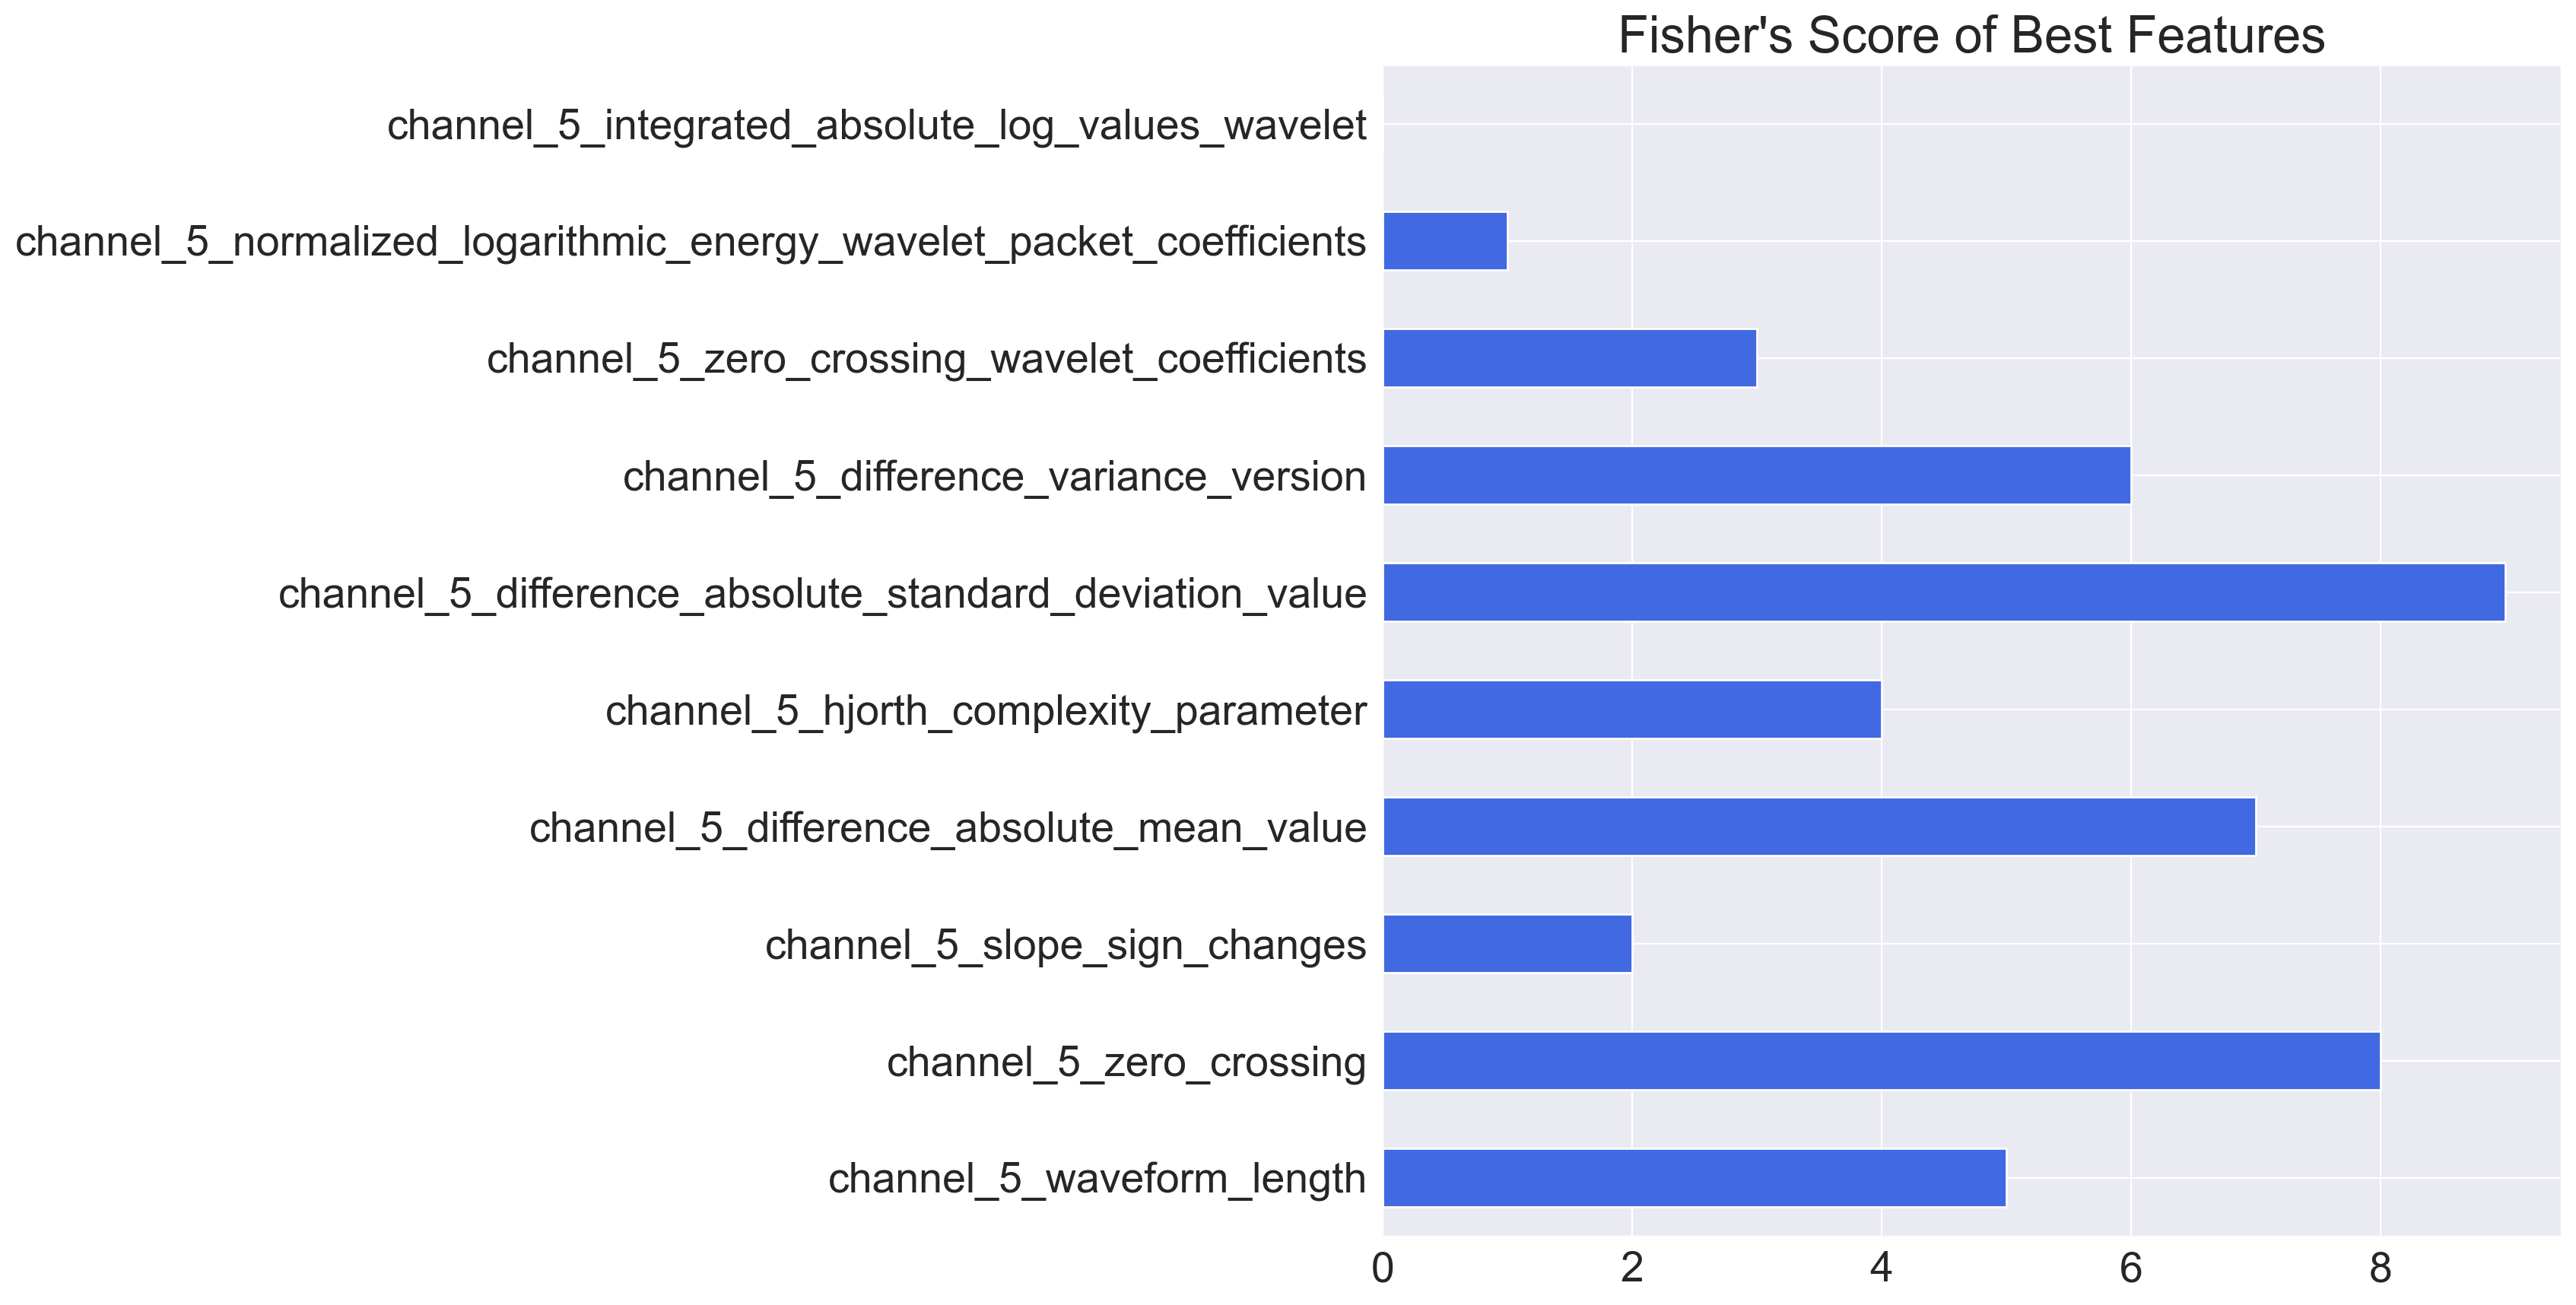 Fisher's Score of Best Features
channel_5_integrated_absolute_log_values_wavelet
channel_5_normalized_logarithmic_energy_wavelet_packet_coefficients
channel_5_zero_crossing_wavelet_coefficients
channel_5_difference_variance_version
channel_5_difference_absolute_standard_deviation_value
channel_5_hjorth_complexity_parameter
channel_5_difference_absolute_mean_value
channel_5_slope_sign_changes
channel_5_zero_crossing
channel_5_waveform_length
0 2 4 6 8